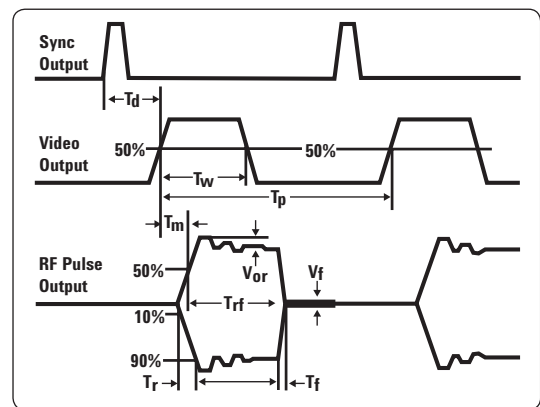 Sync
Output
Td
Video
Output
50%
50%
Tw
Tp
Tm
RF Pulse
Output
50%
Vor
Vf
Trf
10%
90%
Tr
Tf